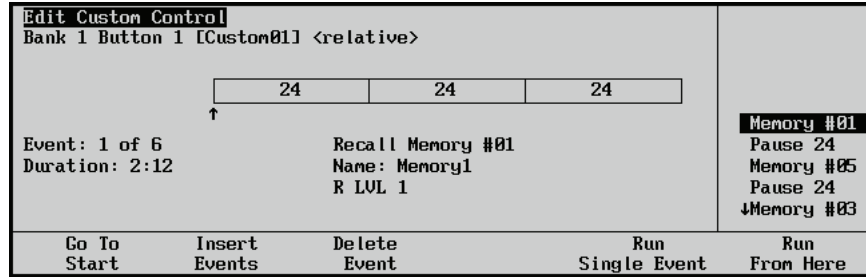 Edit Custom Control
Bank 1 Button 1 [Custom01] <relative>
24 24 24
Event: 1 of 6
Duration: 2:12
Recall Memory #01
Name: Memory1
R LVL 1
Memory #01
Pause 24
Memory #05
Pause 24
↓Memory #03
Go To Start
Insert Events
Delete Event
Run Single Event
Run From Here